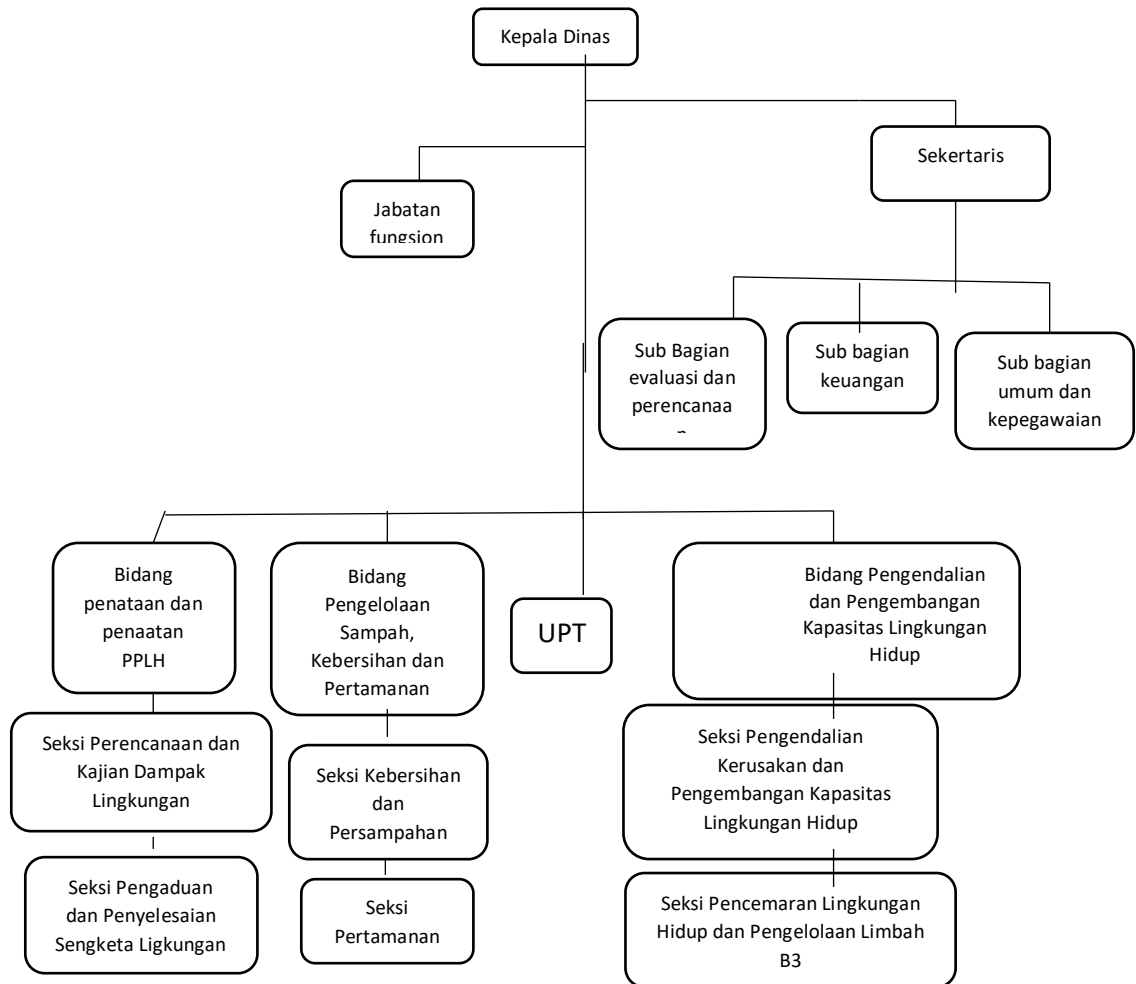 Kepala Dinas
Sekertaris
Jabatan
fungsion
Sub Bagian
evaluasi dan
perencanaa
Sub bagian
keuangan
Sub bagian
umum dan
kepegawaian
Bidang
penataan dan
penaatan
PPLH
Bidang
Pengelolaan
Sampah,
Kebersihan dan
Pertamanan
UPT
Bidang Pengendalian
dan Pengembangan
Kapasitas Lingkungan
Hidup
Seksi Perencanaan dan
Kajian Dampak
Lingkungan
Seksi Kebersihan
dan
Persampahan
Seksi Pengendalian
Kerusakan dan
Pengembangan Kapasitas
Lingkungan Hidup
Seksi Pengaduan
dan Penyelesaian
Sengketa Ligkungan
Seksi
Pertamanan
Seksi Pencemaran Lingkungan
Hidup dan Pengelolaan Limbah
B3